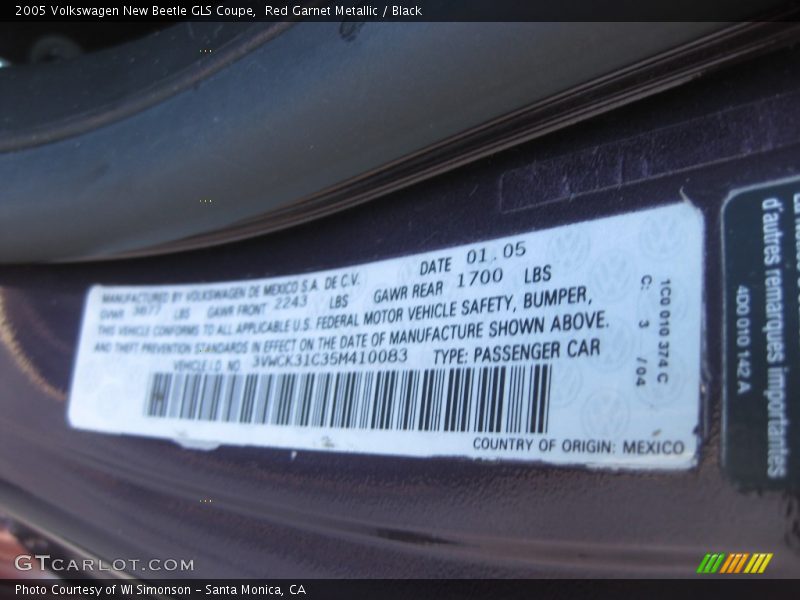 2005 Volkswagen New Beetle GLS Coupe, Red Garnet Metallic / Black
MANUFACTURED BY VOLKSWAGEN DE MEXICO S.A. DE C.V. DATE 01.05
GVWR 3677 LBS GAWR FRONT 2243 LBS GAWR REAR 1700 LBS
THIS VEHICLE CONFORMS TO ALL APPLICABLE U.S. FEDERAL MOTOR VEHICLE SAFETY, BUMPER,
AND THEFT PREVENTION STANDARDS IN EFFECT ON THE DATE OF MANUFACTURE SHOWN ABOVE.
VEHICLE I.D. NO. 3VWCK31C35M410083 TYPE: PASSENGER CAR
COUNTRY OF ORIGIN: MEXICO
1C0 010 374 C
C: 3 /04
d'autres remarques importantes
4D0 010 142 A
GTCARLOT.COM
Photo Courtesy of WI Simonson – Santa Monica, CA